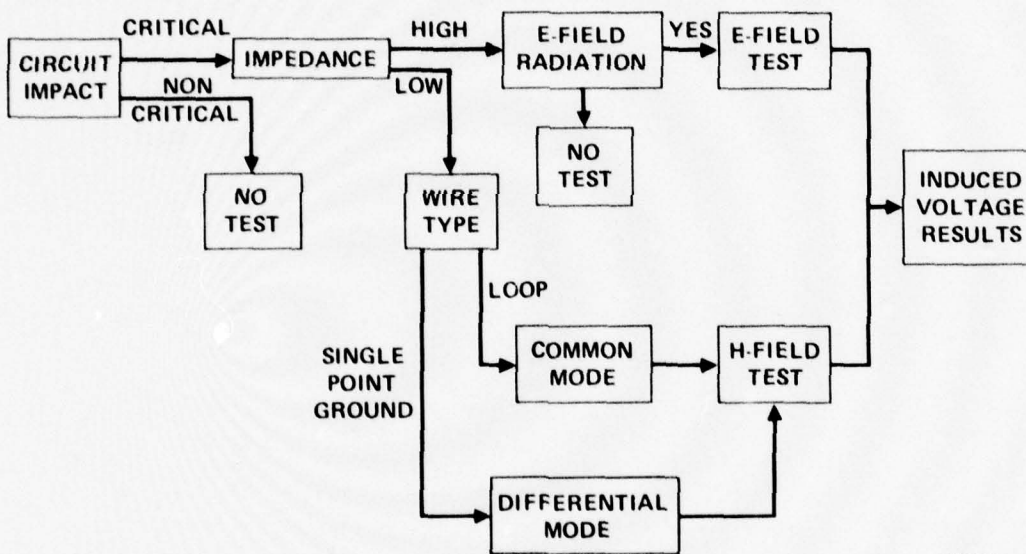 CRITICAL
CIRCUIT
IMPACT
NON
CRITICAL
NO
TEST
IMPEDANCE
HIGH
LOW
E-FIELD
RADIATION
YES
E-FIELD
TEST
NO
TEST
WIRE
TYPE
INDUCED
VOLTAGE
RESULTS
LOOP
SINGLE
POINT
GROUND
COMMON
MODE
H-FIELD
TEST
DIFFERENTIAL
MODE